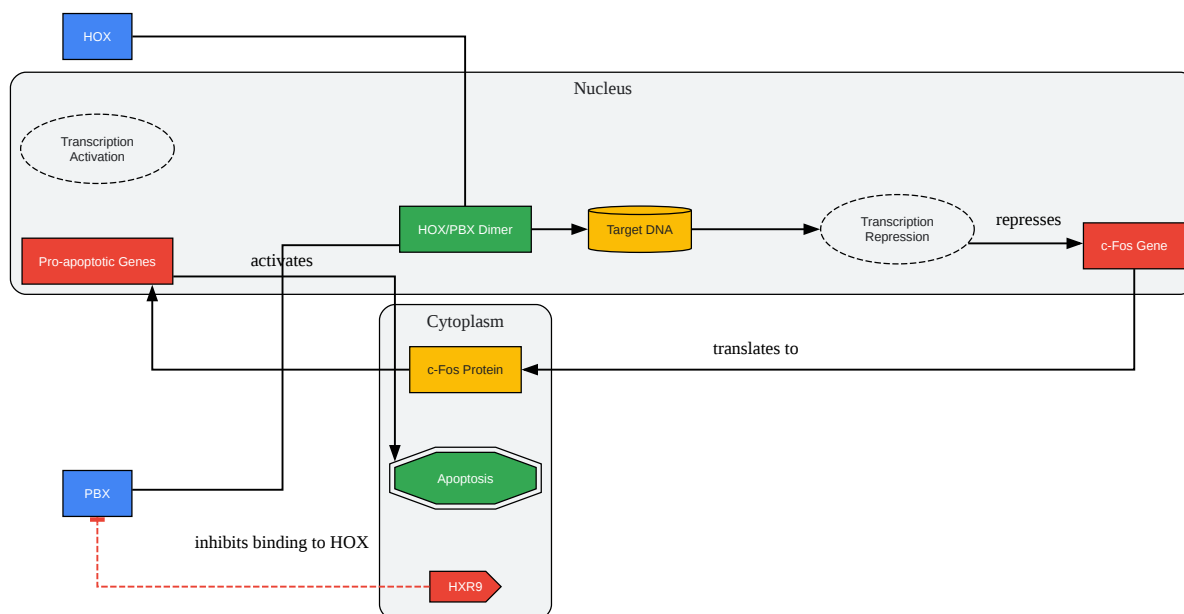 HOX
Nucleus
Transcription
Activation
HOX/PBX Dimer
Target DNA
Transcription
Repression
represses
c-Fos Gene
Pro-apoptotic Genes
activates
Cytoplasm
translates to
c-Fos Protein
Apoptosis
PBX
inhibits binding to HOX
HXR9